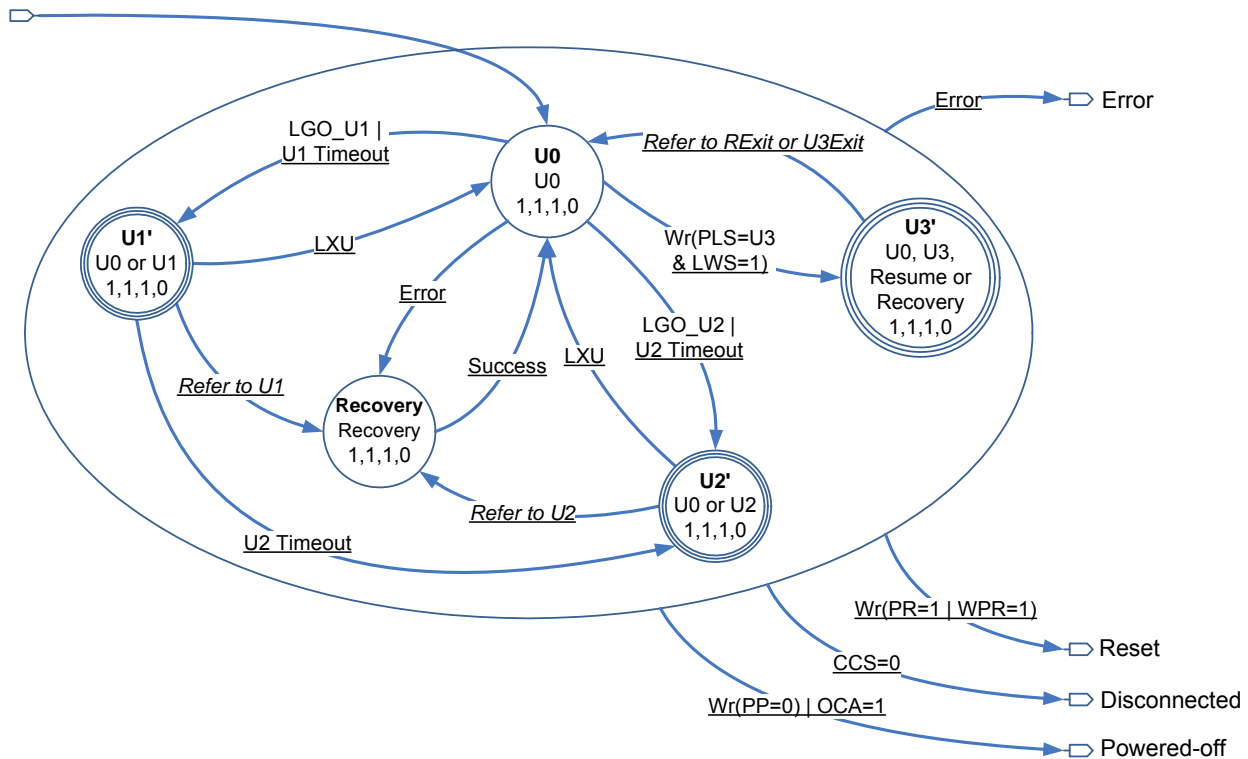 Error
Error
LGO_U1 |
U1 Timeout
U0
U0
1,1,1,0
Refer to RExit or U3Exit
U1'
U0 or U1
1,1,1,0
LXU
Wr(PLS=U3
& LWS=1)
U3'
U0, U3,
Resume or
Recovery
1,1,1,0
Error
LGO_U2 |
U2 Timeout
Success
LXU
Refer to U1
Recovery
Recovery
1,1,1,0
U2'
U0 or U2
1,1,1,0
Refer to U2
U2 Timeout
Wr(PR=1 | WPR=1)
Reset
CCS=0
Disconnected
Wr(PP=0) | OCA=1
Powered-off